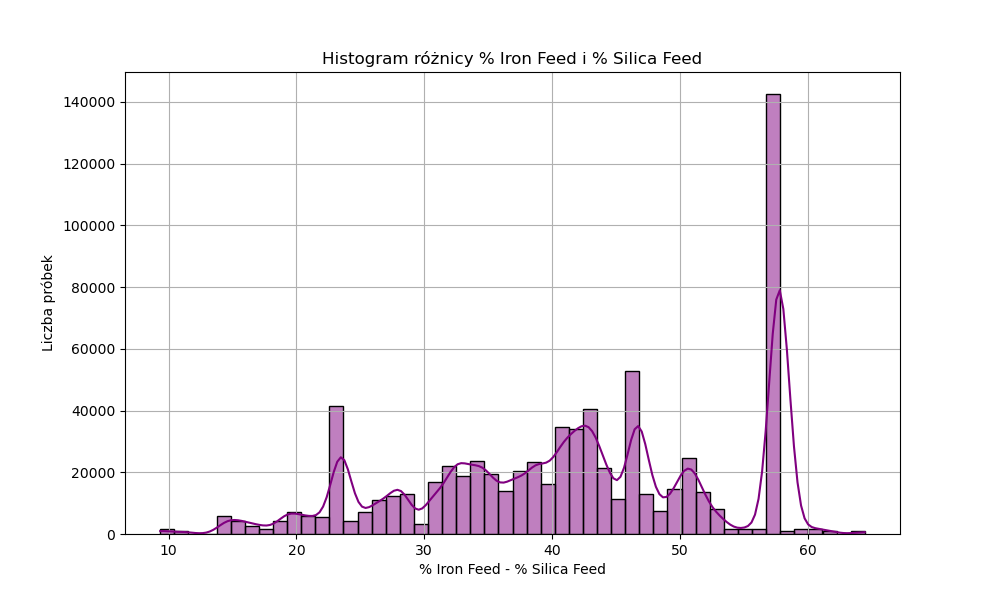 Histogram różnicy % Iron Feed i % Silica Feed
Liczba próbek
140000
120000
100000
80000
60000
40000
20000
0
10 20 30 40 50 60
% Iron Feed - % Silica Feed